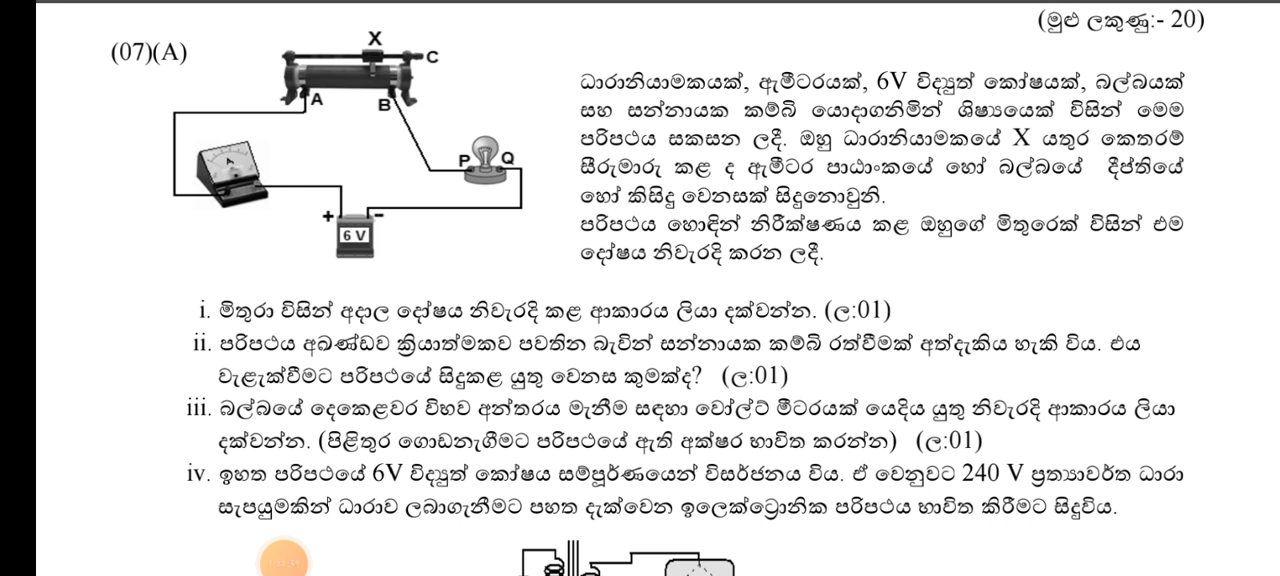 (මුළු ලකුණු:- 20)
(07)(A)
X
C
A
B
P
Q
A
+
-
6 V
ධාරානියාමකයක්, ඇමීටරයක්, 6V විද්‍යුත් කෝෂයක්, බල්බයක්
සහ සන්නායක කම්බි යොදාගනිමින් ශිෂ්‍යයෙක් විසින් මෙම
පරිපථය සකසන ලදී. ඔහු ධාරානියාමකයේ X යතුර කෙතරම්
සීරුමාරු කළ ද ඇමීටර පාඨාංකයේ හෝ බල්බයේ දීප්තියේ
හෝ කිසිදු වෙනසක් සිදුනොවුනි.
පරිපථය හොඳින් නිරීක්ෂණය කළ ඔහුගේ මිතුරෙක් විසින් එම
දෝෂය නිවැරදි කරන ලදී.
i. මිතුරා විසින් අදාල දෝෂය නිවැරදි කළ ආකාරය ලියා දක්වන්න. (ල:01)
ii. පරිපථය අඛණ්ඩව ක්‍රියාත්මකව පවතින බැවින් සන්නායක කම්බි රත්වීමක් අත්දැකිය හැකි විය. එය
වැළැක්වීමට පරිපථයේ සිදුකළ යුතු වෙනස කුමක්ද? (ල:01)
iii. බල්බයේ දෙකෙළවර විභව අන්තරය මැනීම සඳහා වෝල්ට් මීටරයක් යෙදිය යුතු නිවැරදි ආකාරය ලියා
දක්වන්න. (පිළිතුර ගොඩනැගීමට පරිපථයේ ඇති අක්ෂර භාවිත කරන්න) (ල:01)
iv. ඉහත පරිපථයේ 6V විද්‍යුත් කෝෂය සම්පූර්ණයෙන් විසර්ජනය විය. ඒ වෙනුවට 240 V ප්‍රත්‍යාවර්ත ධාරා
සැපයුමකින් ධාරාව ලබාගැනීමට පහත දැක්වෙන ඉලෙක්ට්‍රොනික පරිපථය භාවිත කිරීමට සිදුවිය.